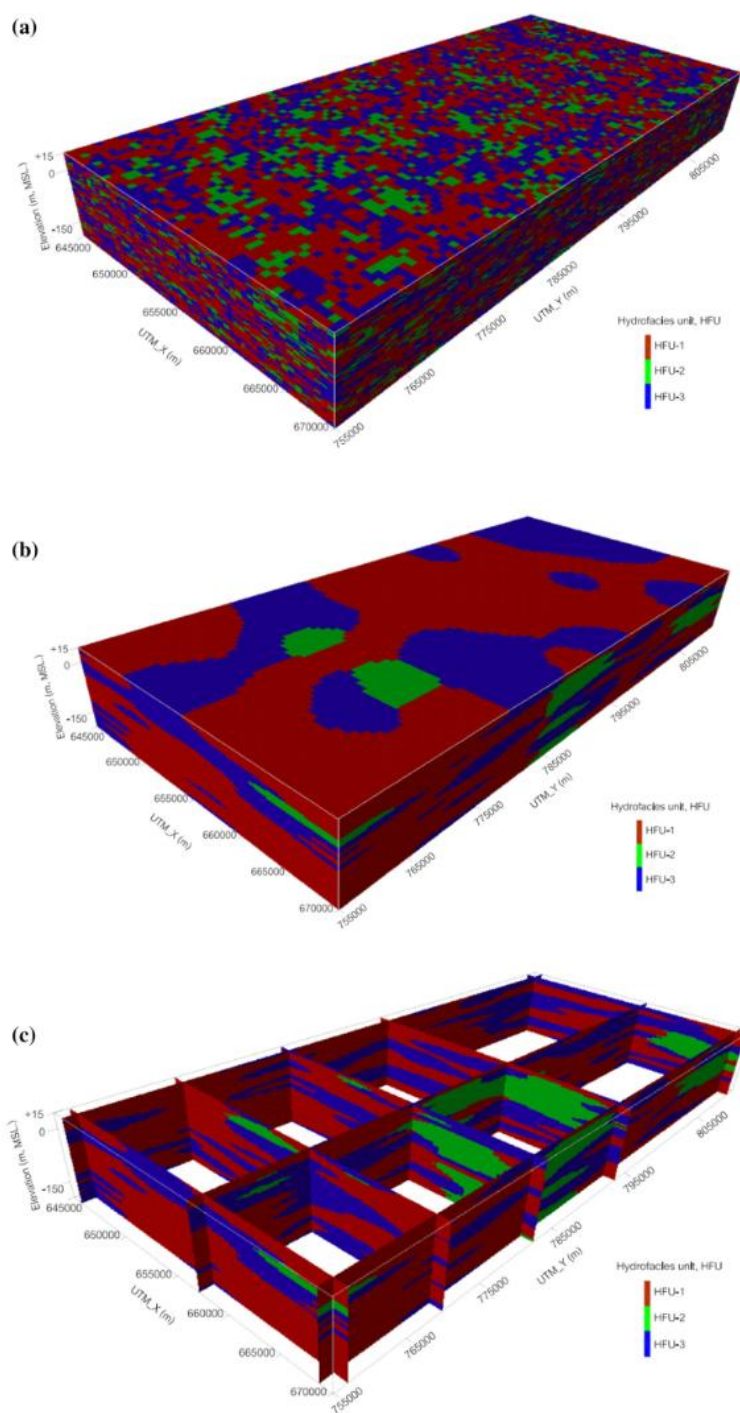 (a)
+15
0
-150
Elevation (m, MSL)
645000
650000
655000
660000
665000
670000
UTM_X (m)
755000
765000
775000
785000
795000
805000
UTM_Y (m)
Hydrofacies unit, HFU
HFU-1
HFU-2
HFU-3
(b)
+15
0
-150
Elevation (m, MSL)
645000
650000
655000
660000
665000
670000
UTM_X (m)
755000
765000
775000
785000
795000
805000
UTM_Y (m)
Hydrofacies unit, HFU
HFU-1
HFU-2
HFU-3
(c)
+15
0
-150
Elevation (m, MSL)
645000
650000
655000
660000
665000
670000
UTM_X (m)
755000
765000
775000
785000
795000
805000
UTM_Y (m)
Hydrofacies unit, HFU
HFU-1
HFU-2
HFU-3